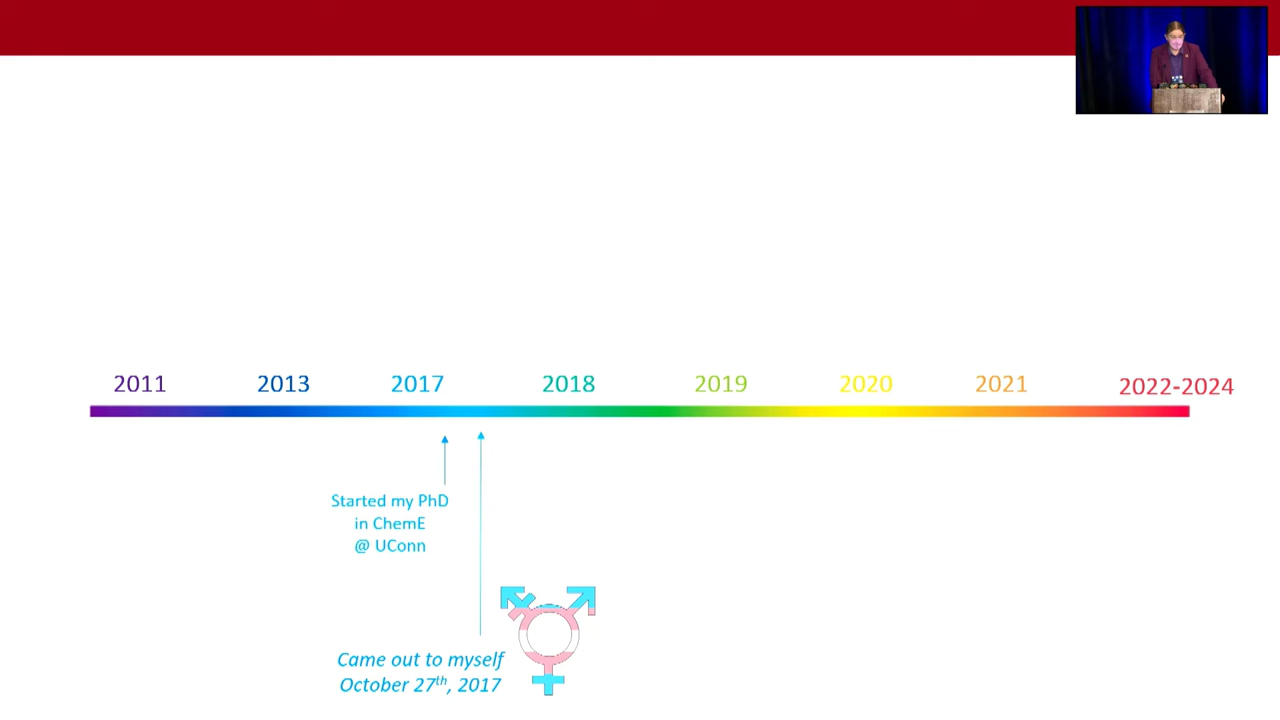 2011
2013
2017
2018
2019
2020
2021
2022-2024
Started my PhD
in ChemE
@ UConn
Came out to myself
October 27th, 2017